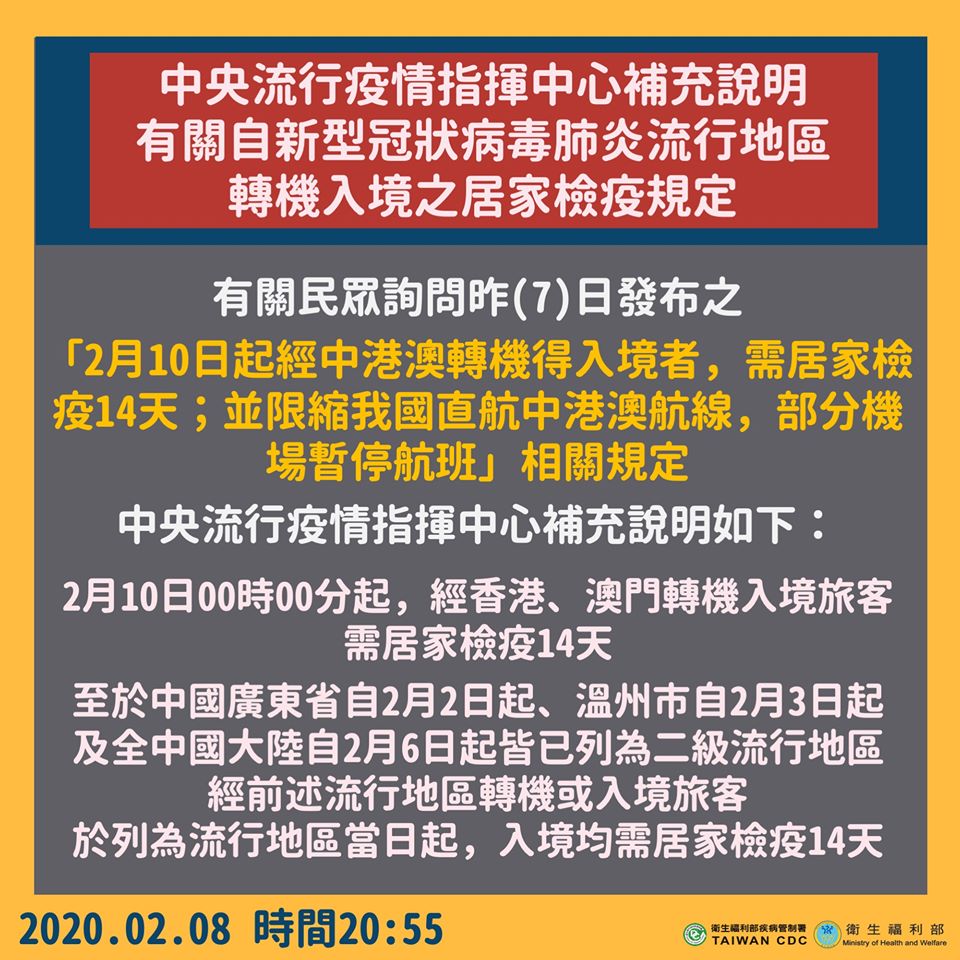 中央流行疫情指揮中心補充說明
有關自新型冠狀病毒肺炎流行地區
轉機入境之居家檢疫規定
有關民眾詢問昨(7)日發布之
「2月10日起經中港澳轉機得入境者，需居家檢
疫14天；並限縮我國直航中港澳航線，部分機
場暫停航班」相關規定
中央流行疫情指揮中心補充說明如下：
2月10日00時00分起，經香港、澳門轉機入境旅客
需居家檢疫14天
至於中國廣東省自2月2日起、溫州市自2月3日起
及全中國大陸自2月6日起皆已列為二級流行地區
經前述流行地區轉機或入境旅客
於列為流行地區當日起，入境均需居家檢疫14天
2020.02.08 時間20:55
衛生福利部疾病管制署
TAIWAN CDC
衛生福利部
Ministry of Health and Welfare